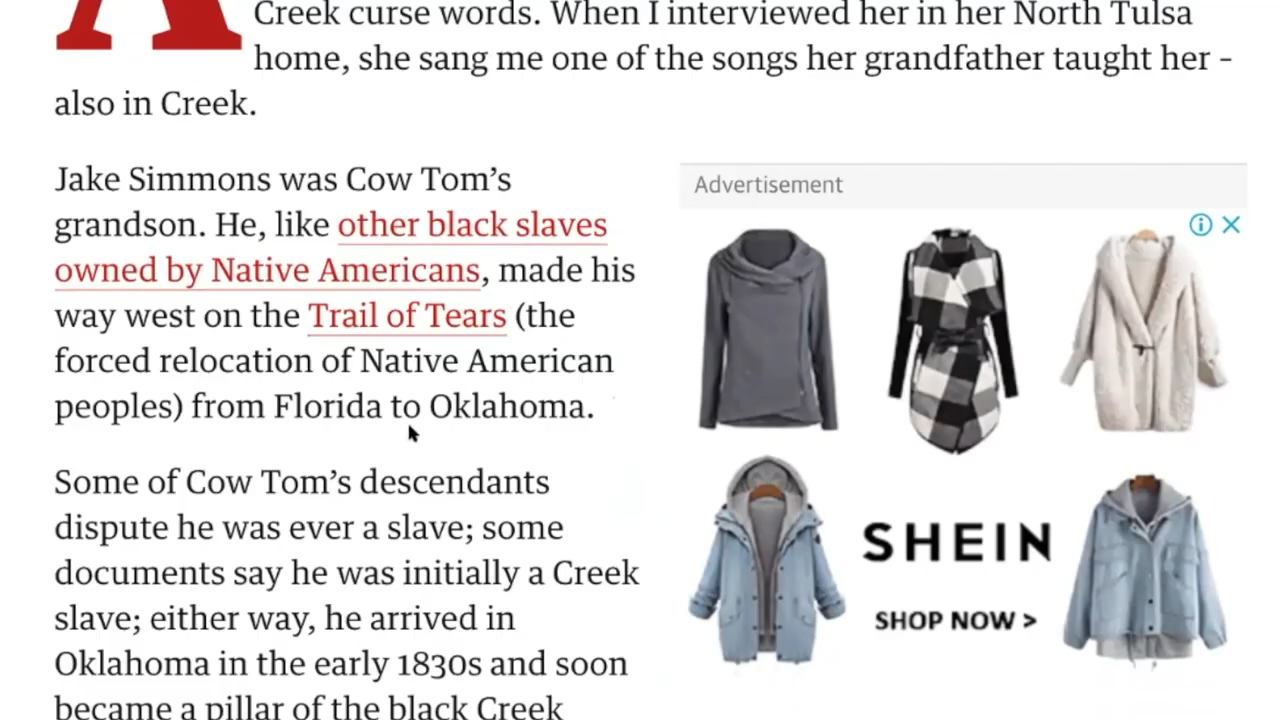 A
Creek curse words. When I interviewed her in her North Tulsa
home, she sang me one of the songs her grandfather taught her –
also in Creek.
Jake Simmons was Cow Tom’s
grandson. He, like other black slaves
owned by Native Americans, made his
way west on the Trail of Tears (the
forced relocation of Native American
peoples) from Florida to Oklahoma.
Some of Cow Tom’s descendants
dispute he was ever a slave; some
documents say he was initially a Creek
slave; either way, he arrived in
Oklahoma in the early 1830s and soon
became a pillar of the black Creek
Advertisement
SHEIN
SHOP NOW >